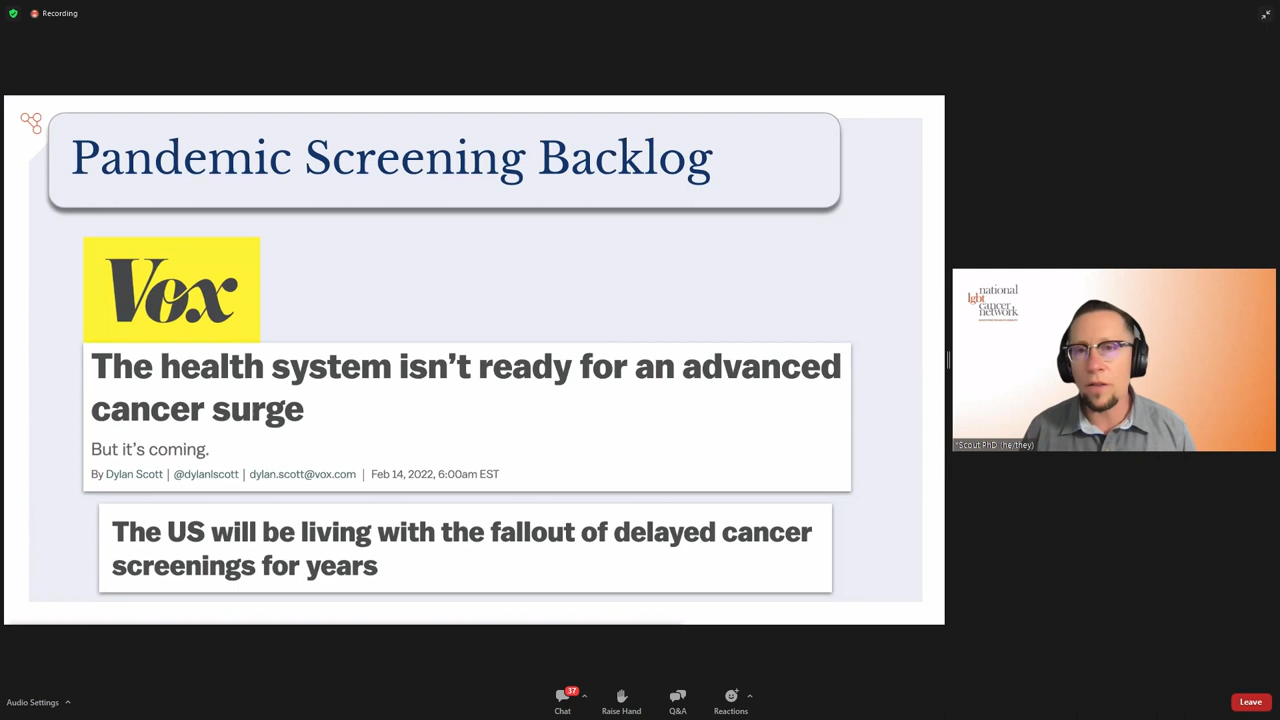 Recording
Pandemic Screening Backlog
Vox
The health system isn’t ready for an advanced
cancer surge
But it’s coming.
By Dylan Scott | @dylanlscott | dylan.scott@vox.com | Feb 14, 2022, 6:00am EST
The US will be living with the fallout of delayed cancer
screenings for years
national
lgbt
cancer
network
*Scout PhD (he/they)
Audio Settings
37
Chat
Raise Hand
Q&A
Reactions
Leave